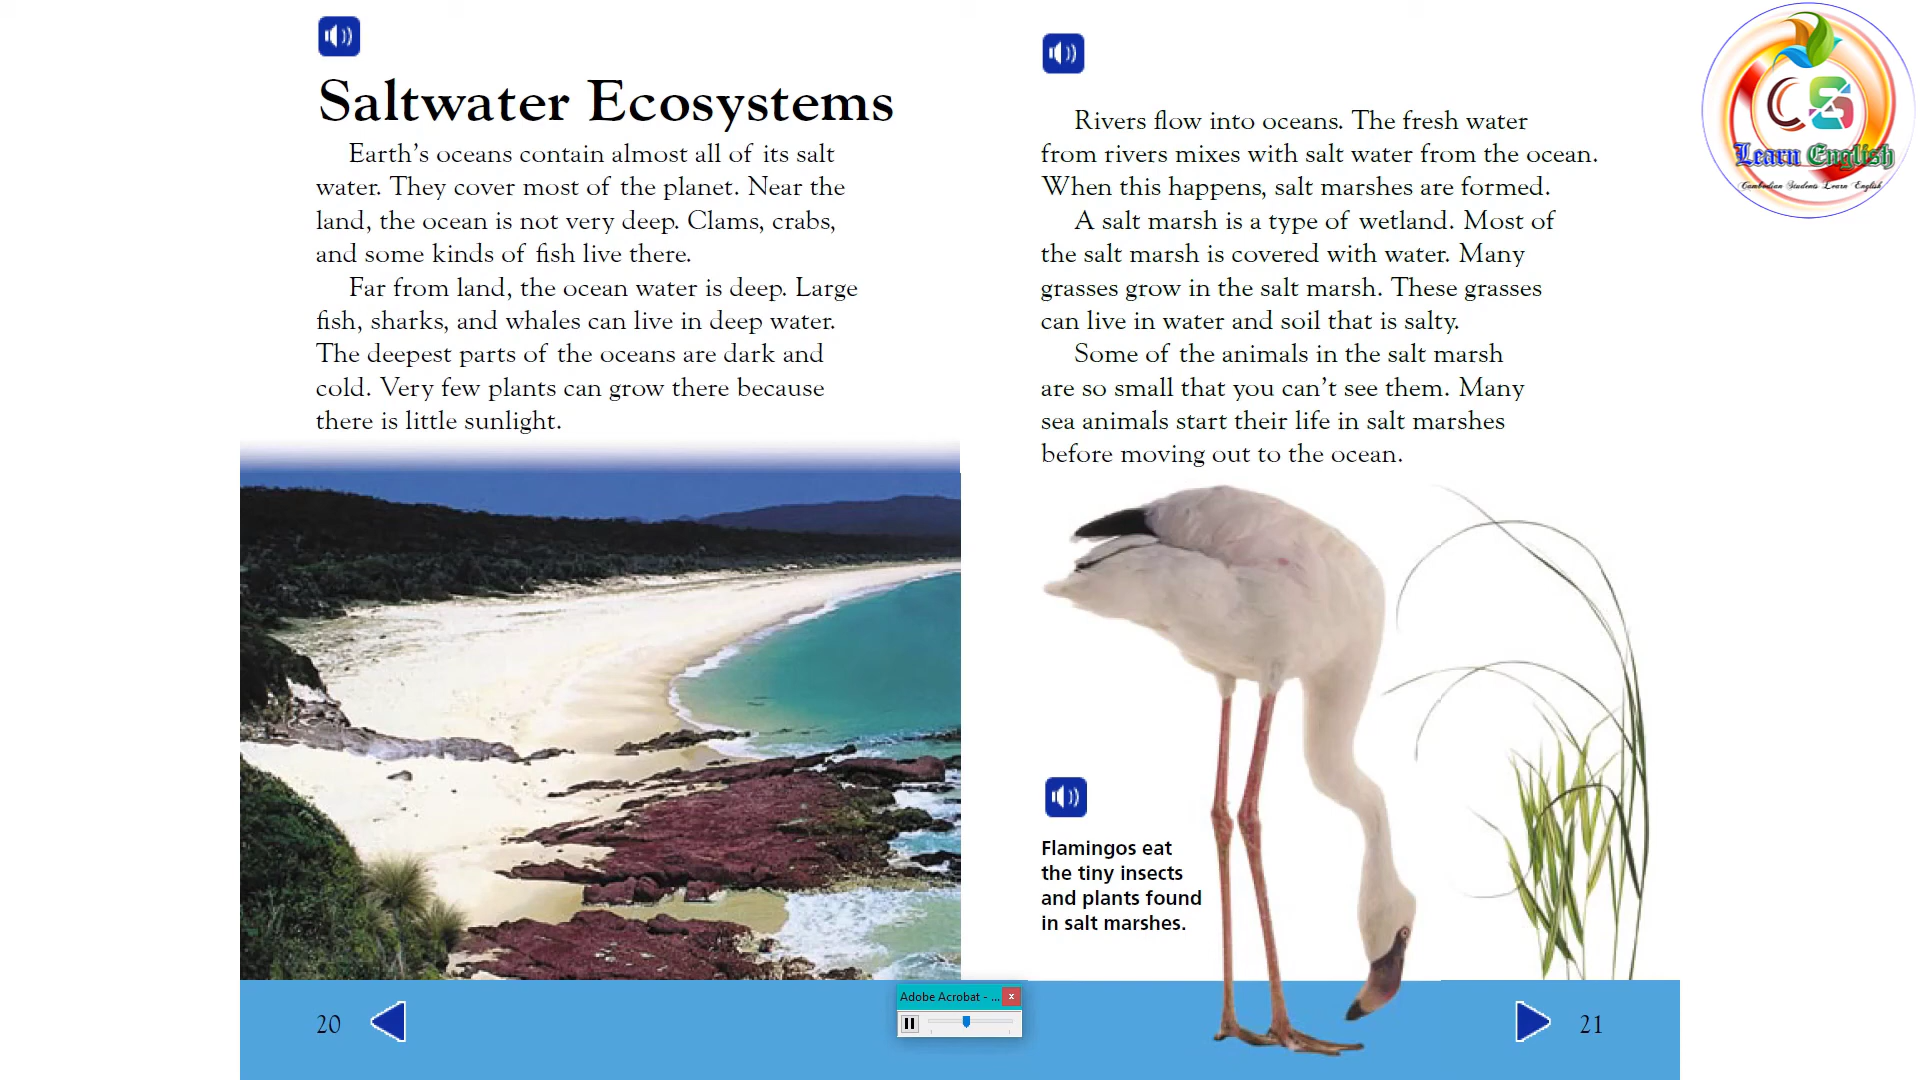 Saltwater Ecosystems
Earth's oceans contain almost all of its salt
water. They cover most of the planet. Near the
land, the ocean is not very deep. Clams, crabs,
and some kinds of fish live there.
Far from land, the ocean water is deep. Large
fish, sharks, and whales can live in deep water.
The deepest parts of the oceans are dark and
cold. Very few plants can grow there because
there is little sunlight.
20
Rivers flow into oceans. The fresh water
from rivers mixes with salt water from the ocean.
When this happens, salt marshes are formed.
A salt marsh is a type of wetland. Most of
the salt marsh is covered with water. Many
grasses grow in the salt marsh. These grasses
can live in water and soil that is salty.
Some of the animals in the salt marsh
are so small that you can't see them. Many
sea animals start their life in salt marshes
before moving out to the ocean.
Flamingos eat
the tiny insects
and plants found
in salt marshes.
21
Adobe Acrobat - ...
x
CS
Learn English
Cambodian Students Learn English